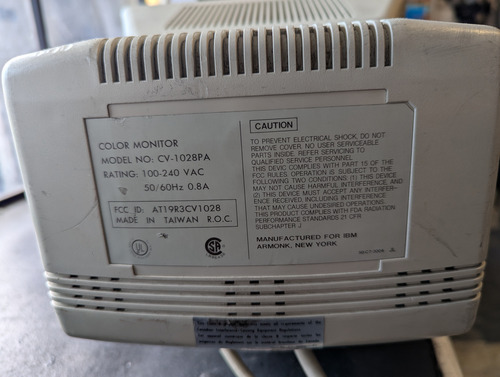 COLOR MONITOR
MODEL NO: CV-1028PA
RATING: 100-240 VAC
50/60Hz 0.8A
FCC ID: AT19R3CV1028
MADE IN TAIWAN R.O.C.
UL
CAUTION
TO PREVENT ELECTRICAL SHOCK, DO NOT
REMOVE COVER. NO USER SERVICEABLE
PARTS INSIDE. REFER SERVICING TO
QUALIFIED SERVICE PERSONNEL.
THIS DEVIC COMPLIES WITH PART 15 OF THE
FCC RULES. OPERATION IS SUBJECT TO THE
FOLLOWING TWO CONDITIONS: (1) THIS DEVICE
MAY NOT CAUSE HARMFUL INTERFERENCE, AND
(2) THIS DEVICE MUST ACCEPT ANY INTERFER-
ENCE RECEIVED, INCLUDING INTERFERENCE
THAT MAY CAUSE UNDESIRED OPERATIONS.
THIS PRODUCT COMPLIES WITH FDA RADIATION
PERFORMANCE STANDARDS 21 CFR
SUBCHAPTER J
MANUFACTURED FOR IBM
ARMONK, NEW YORK